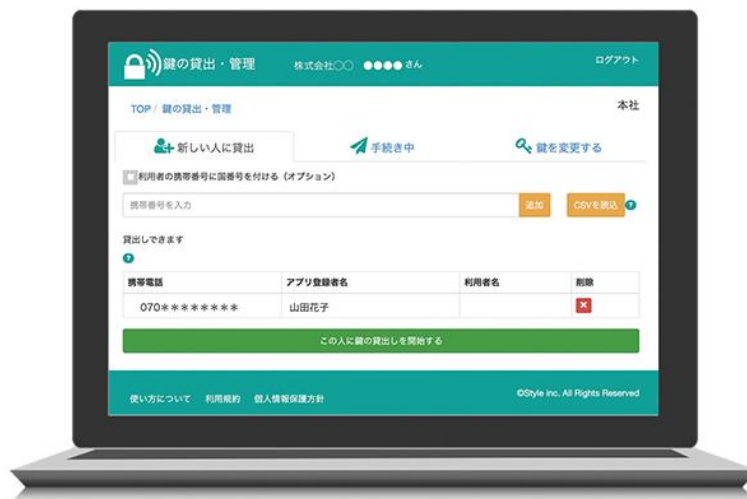 鍵の貸出・管理 株式会社○○ ●●●●さん ログアウト
TOP / 鍵の貸出・管理 本社
新しい人に貸出 手続き中 鍵を変更する
利用者の携帯番号に国番号を付ける（オプション）
携帯番号を入力 追加 CSVを読込 ?
貸出しできます
?
携帯電話 アプリ登録者名 利用者名 削除
070******** 山田花子
この人に鍵の貸出しを開始する
使い方について 利用規約 個人情報保護方針 ©Style inc. All Rights Reserved